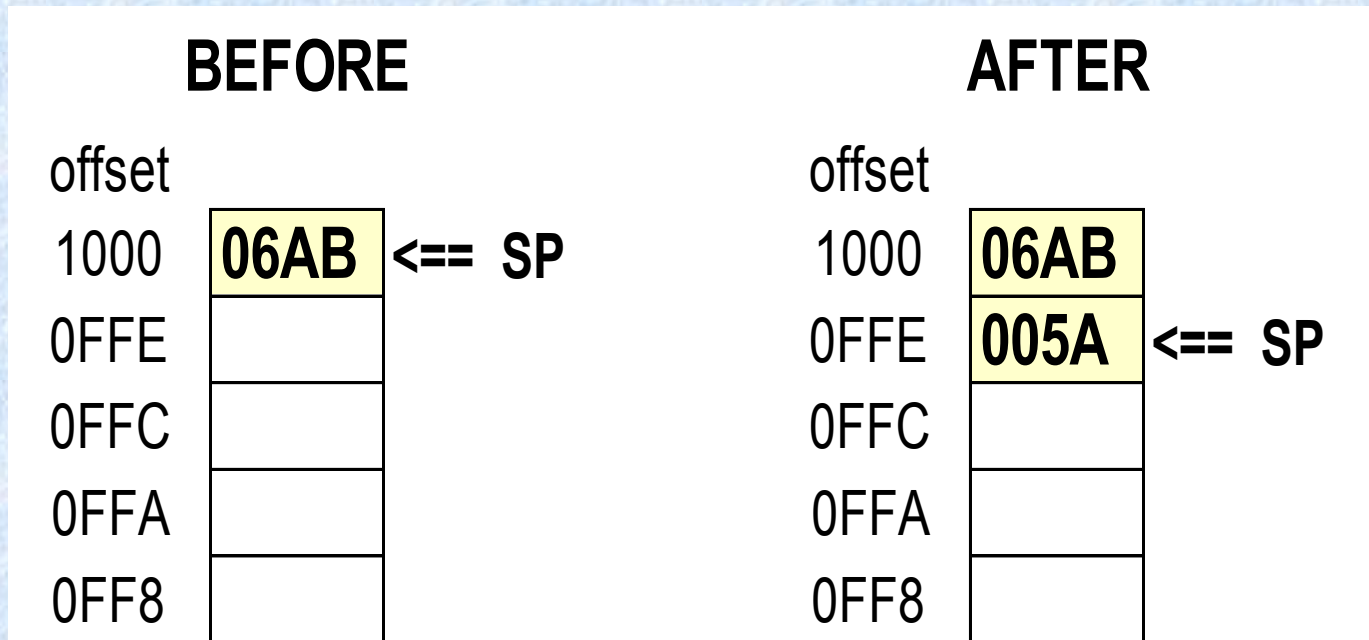 BEFORE AFTER
offset offset
1000 06AB <== SP 1000 06AB
0FFE 0FFE 005A <== SP
0FFC 0FFC
0FFA 0FFA
0FF8 0FF8